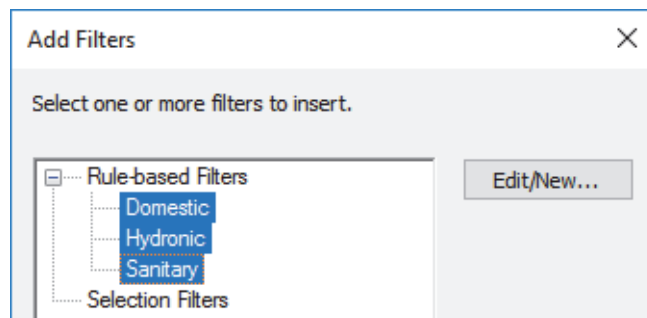 Add Filters
Select one or more filters to insert.
Rule-based Filters
Edit/New...
Domestic
Hydronic
Sanitary
Selection Filters